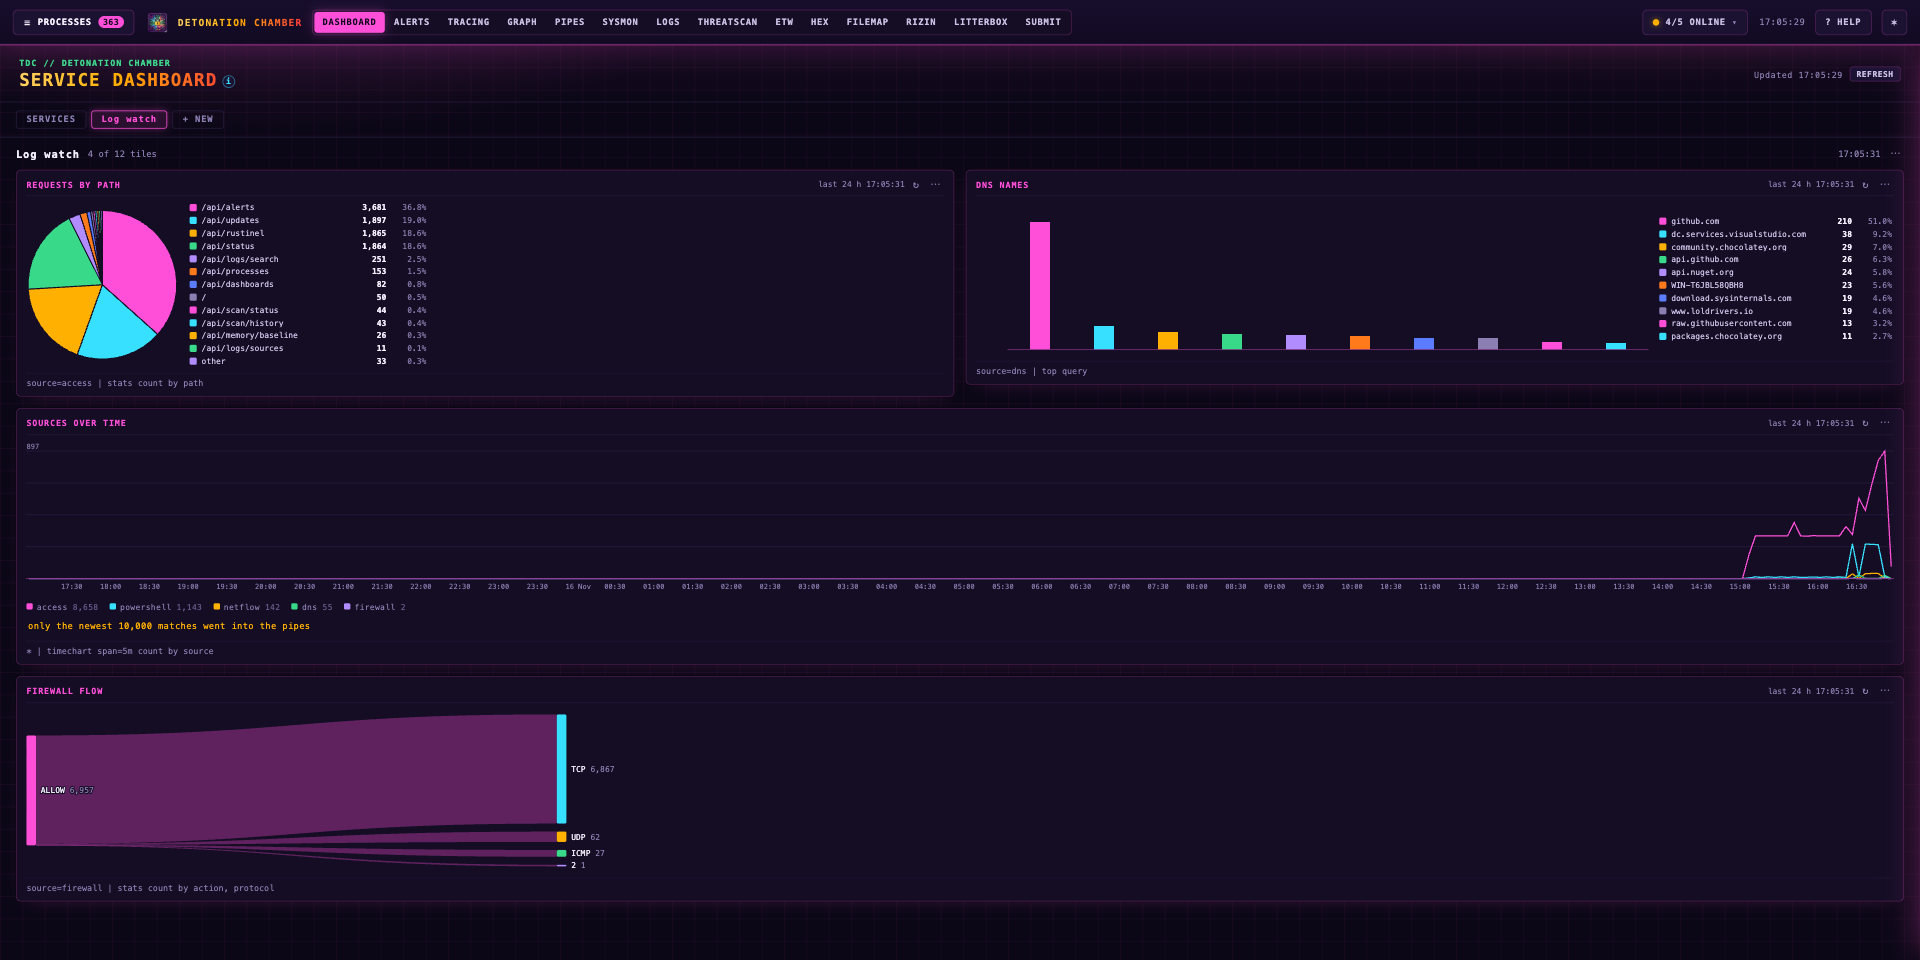 ≡ PROCESSES 363
DETONATION CHAMBER
DASHBOARD ALERTS TRACING GRAPH PIPES SYSMON LOGS THREATSCAN ETW HEX FILEMAP RIZIN LITTERBOX SUBMIT
4/5 ONLINE ▾ 17:05:29 ? HELP ✶
TDC // DETONATION CHAMBER
SERVICE DASHBOARD i
Updated 17:05:29 REFRESH
SERVICES Log watch + NEW
Log watch 4 of 12 tiles
17:05:31 ⋯
REQUESTS BY PATH last 24 h 17:05:31 ↻ ⋯
/api/alerts 3,681 36.8%
/api/updates 1,897 19.0%
/api/rustinel 1,865 18.6%
/api/status 1,864 18.6%
/api/logs/search 251 2.5%
/api/processes 153 1.5%
/api/dashboards 82 0.8%
/ 50 0.5%
/api/scan/status 44 0.4%
/api/scan/history 43 0.4%
/api/memory/baseline 26 0.3%
/api/logs/sources 11 0.1%
other 33 0.3%
source=access | stats count by path
DNS NAMES last 24 h 17:05:31 ↻ ⋯
github.com 210 51.0%
dc.services.visualstudio.com 38 9.2%
community.chocolatey.org 29 7.0%
api.github.com 26 6.3%
api.nuget.org 24 5.8%
WIN-T6JBL58QBH8 23 5.6%
download.sysinternals.com 19 4.6%
www.loldrivers.io 19 4.6%
raw.githubusercontent.com 13 3.2%
packages.chocolatey.org 11 2.7%
source=dns | top query
SOURCES OVER TIME last 24 h 17:05:31 ↻ ⋯
897
17:30 18:00 18:30 19:00 19:30 20:00 20:30 21:00 21:30 22:00 22:30 23:00 23:30 16 Nov 00:30 01:00 01:30 02:00 02:30 03:00 03:30 04:00 04:30 05:00 05:30 06:00 06:30 07:00 07:30 08:00 08:30 09:00 09:30 10:00 10:30 11:00 11:30 12:00 12:30 13:00 13:30 14:00 14:30 15:00 15:30 16:00 16:30
access 8,658 powershell 1,143 netflow 142 dns 55 firewall 2
only the newest 10,000 matches went into the pipes
* | timechart span=5m count by source
FIREWALL FLOW last 24 h 17:05:31 ↻ ⋯
ALLOW 6,957
TCP 6,867
UDP 62
ICMP 27
2 1
source=firewall | stats count by action, protocol